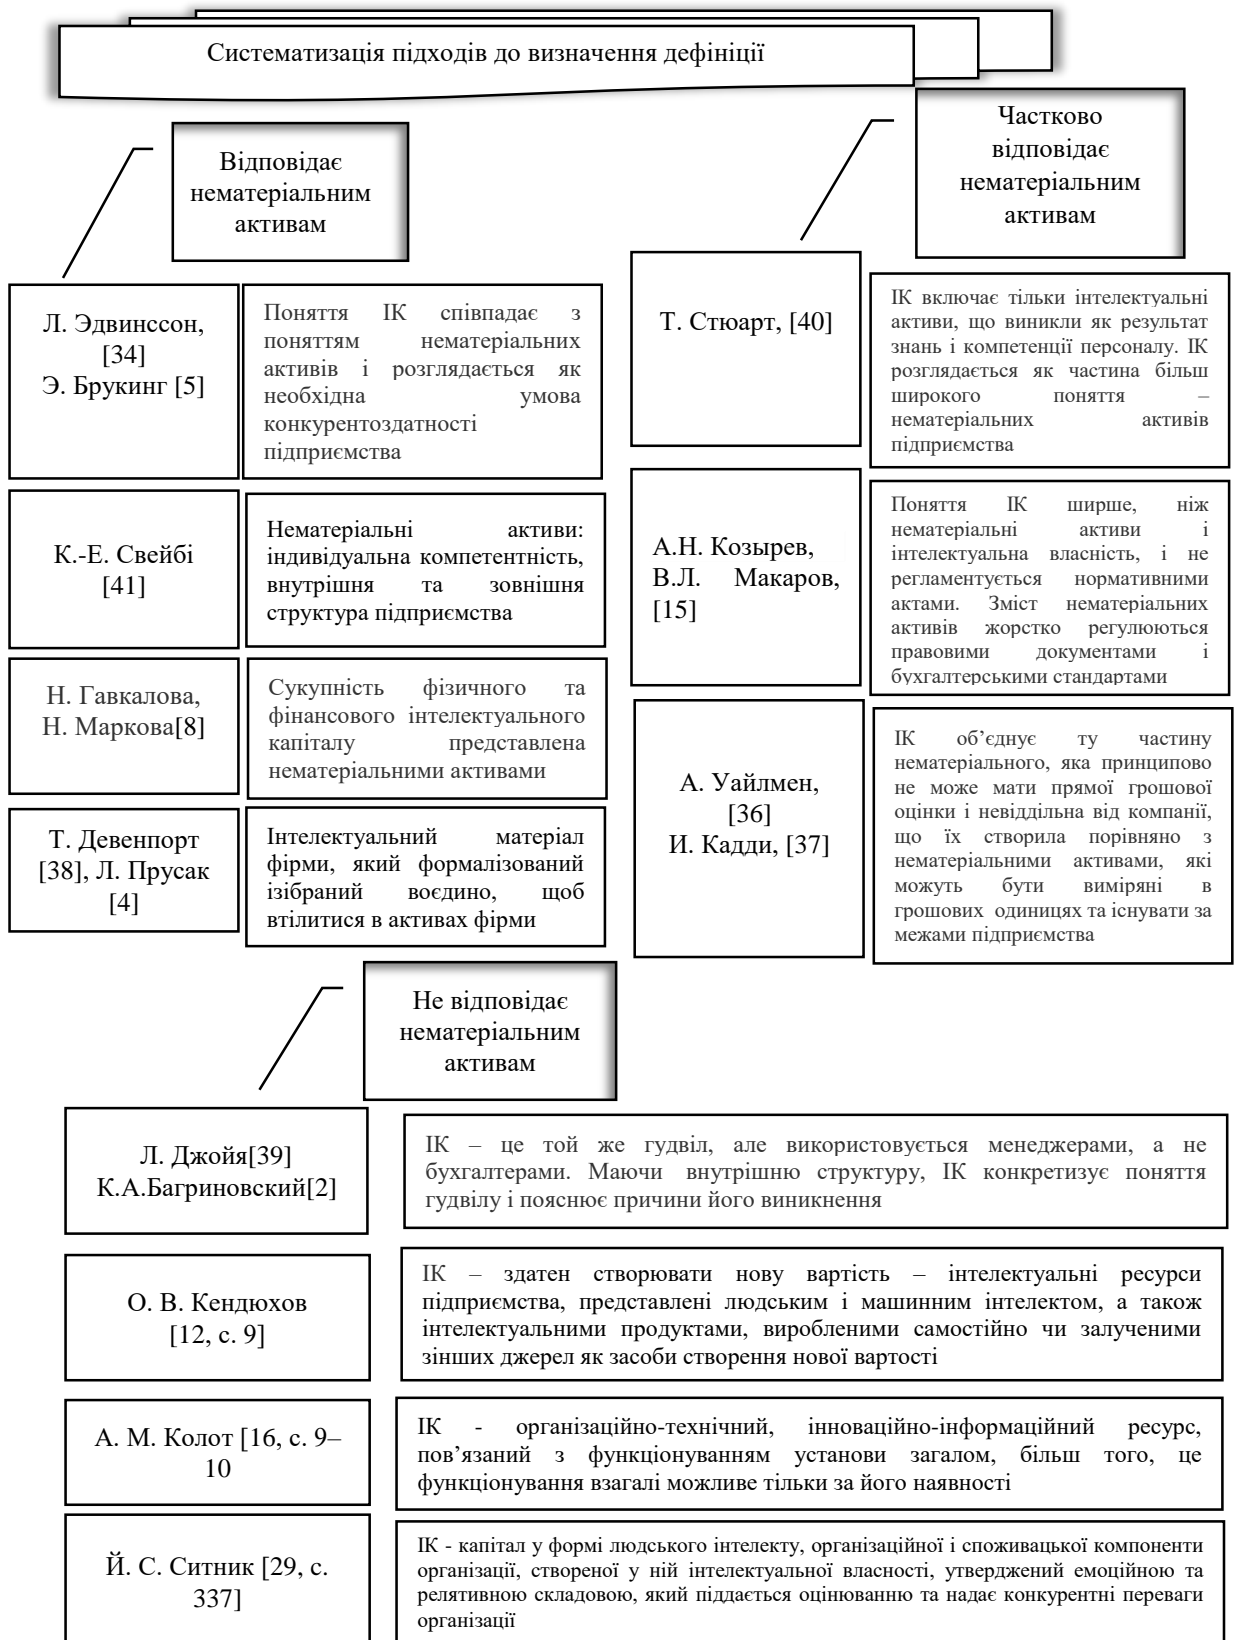 Систематизація підходів до визначення дефініції
Відповідає
нематеріальним
активам
Л. Эдвинссон,
[34]
Э. Брукинг [5]
Поняття ІК співпадає з
поняттям нематеріальних
активів і розглядається як
необхідна умова
конкурентоздатності
підприємства
К.-Е. Свейбі
[41]
Нематеріальні активи:
індивідуальна компетентність,
внутрішня та зовнішня
структура підприємства
Н. Гавкалова,
Н. Маркова[8]
Сукупність фізичного та
фінансового інтелектуального
капіталу представлена
нематеріальними активами
Т. Девенпорт
[38], Л. Прусак
[4]
Інтелектуальний матеріал
фірми, який формалізований
ізібраний воєдино, щоб
втілитися в активах фірми
Частково
відповідає
нематеріальним
активам
Т. Стюарт, [40]
ІК включає тільки інтелектуальні
активи, що виникли як результат
знань і компетенції персоналу. ІК
розглядається як частина більш
широкого поняття –
нематеріальних активів
підприємства
А.Н. Козырев,
В.Л. Макаров,
[15]
Поняття ІК ширше, ніж
нематеріальні активи і
інтелектуальна власність, і не
регламентується нормативними
актами. Зміст нематеріальних
активів жорстко регулюються
правовими документами і
бухгалтерськими стандартами
А. Уайлмен,
[36]
И. Кадди, [37]
ІК об’єднує ту частину
нематеріального, яка принципово
не може мати прямої грошової
оцінки і невіддільна від компанії,
що їх створила порівняно з
нематеріальними активами, які
можуть бути виміряні в
грошових одиницях та існувати за
межами підприємства
Не відповідає
нематеріальним
активам
Л. Джойя[39]
К.А.Багриновский[2]
ІК – це той же гудвіл, але використовується менеджерами, а не
бухгалтерами. Маючи внутрішню структуру, ІК конкретизує поняття
гудвілу і пояснює причини його виникнення
О. В. Кендюхов
[12, с. 9]
ІК – здатен створювати нову вартість – інтелектуальні ресурси
підприємства, представлені людським і машинним інтелектом, а також
інтелектуальними продуктами, виробленими самостійно чи залученими
зінших джерел як засоби створення нової вартості
А. М. Колот [16, с. 9–
10
ІК - організаційно-технічний, інноваційно-інформаційний ресурс,
пов’язаний з функціонуванням установи загалом, більш того, це
функціонування взагалі можливе тільки за його наявності
Й. С. Ситник [29, с.
337]
ІК - капітал у формі людського інтелекту, організаційної і споживацької компоненти
організації, створеної у ній інтелектуальної власності, утверджений емоційною та
релятивною складовою, який піддається оцінюванню та надає конкурентні переваги
організації